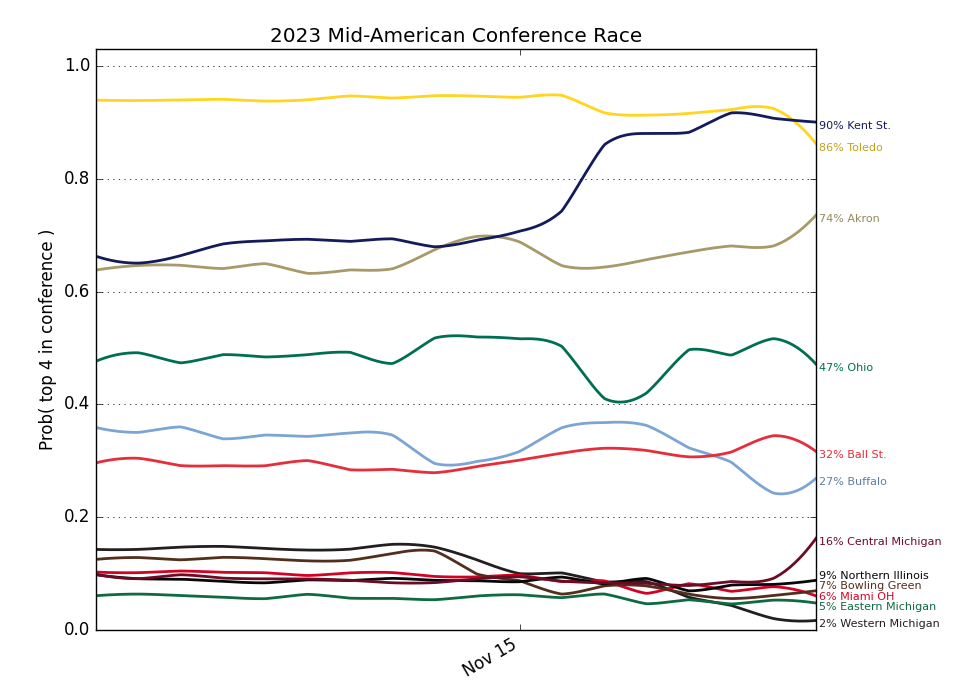 2023 Mid-American Conference Race
1.0
0.8
0.6
0.4
0.2
0.0
Prob( top 4 in conference )
Nov 15
90% Kent St.
86% Toledo
74% Akron
47% Ohio
32% Ball St.
27% Buffalo
16% Central Michigan
9% Northern Illinois
7% Bowling Green
6% Miami OH
5% Eastern Michigan
2% Western Michigan